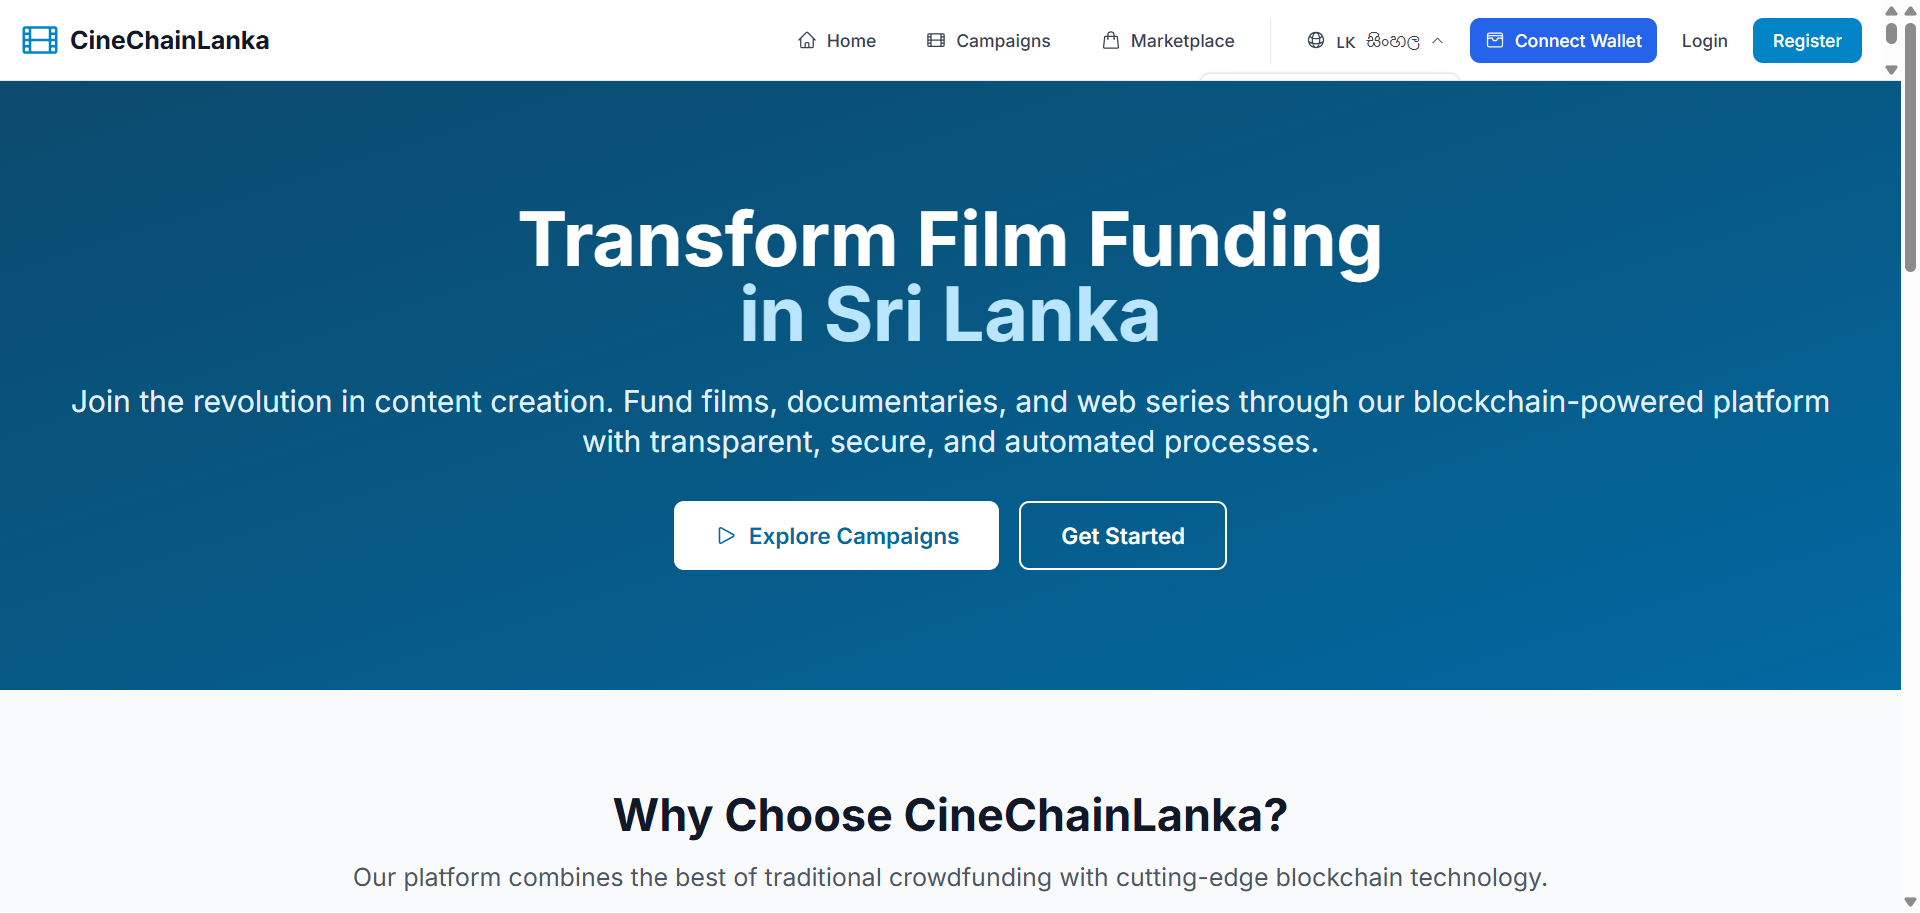 CineChainLanka
Home
Campaigns
Marketplace
LK සිංහල
Connect Wallet
Login
Register
Transform Film Funding
in Sri Lanka
Join the revolution in content creation. Fund films, documentaries, and web series through our blockchain-powered platform
with transparent, secure, and automated processes.
Explore Campaigns
Get Started
Why Choose CineChainLanka?
Our platform combines the best of traditional crowdfunding with cutting-edge blockchain technology.